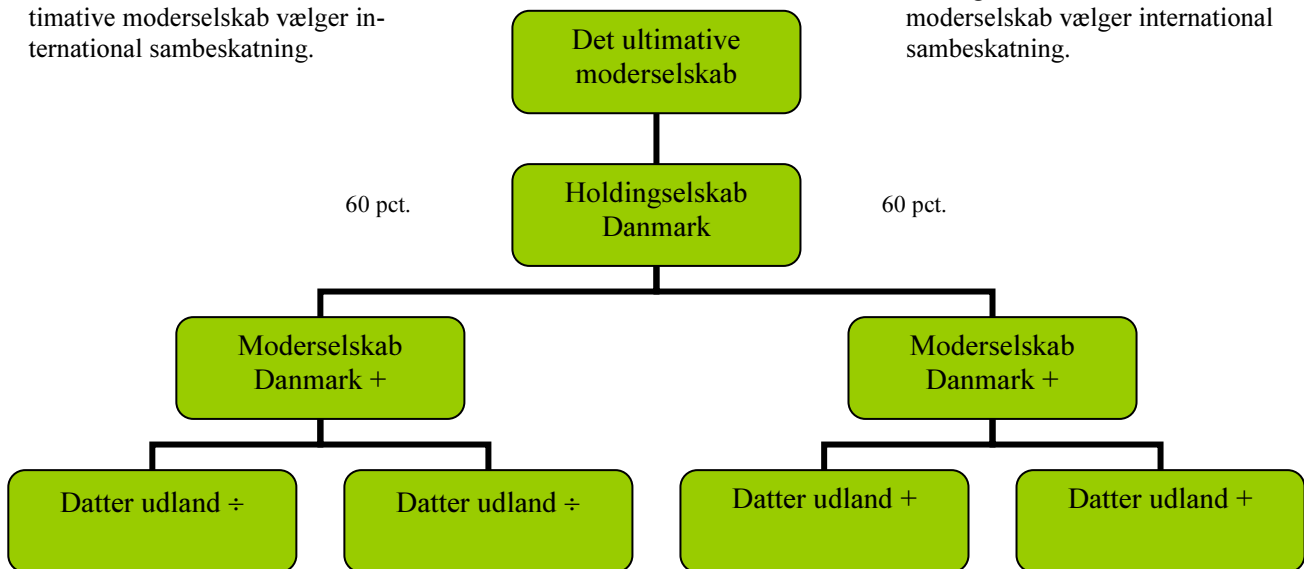 timative moderselskab vælger in-
ternational sambeskatning.
moderselskab vælger international
sambeskatning.
Det ultimative
moderselskab
60 pct.
Holdingselskab
Danmark
60 pct.
Moderselskab
Danmark +
Moderselskab
Danmark +
Datter udland ÷
Datter udland ÷
Datter udland +
Datter udland +